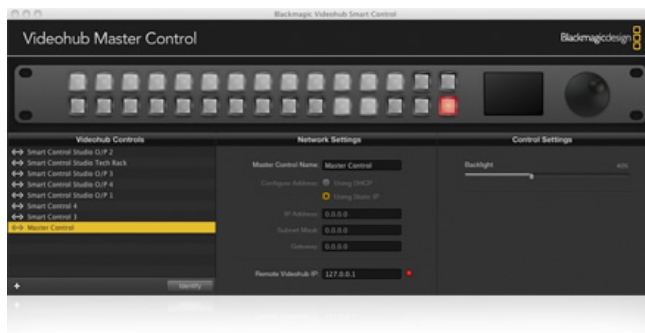 Blackmagic Videohub Smart Control
Videohub Master Control
Blackmagicdesign
Videohub Controls
Smart Control Studio O/P 2
Smart Control Studio Tech Rack
Smart Control Studio O/P 3
Smart Control Studio O/P 4
Smart Control Studio O/P 1
Smart Control 4
Smart Control 3
Master Control
+
Identify
Network Settings
Master Control Name: Master Control
Configure Address: Using DHCP
Using Static IP
IP Address: 0.0.0.0
Subnet Mask: 0.0.0.0
Gateway: 0.0.0.0
Remote Videohub IP: 127.0.0.1
Control Settings
Backlight